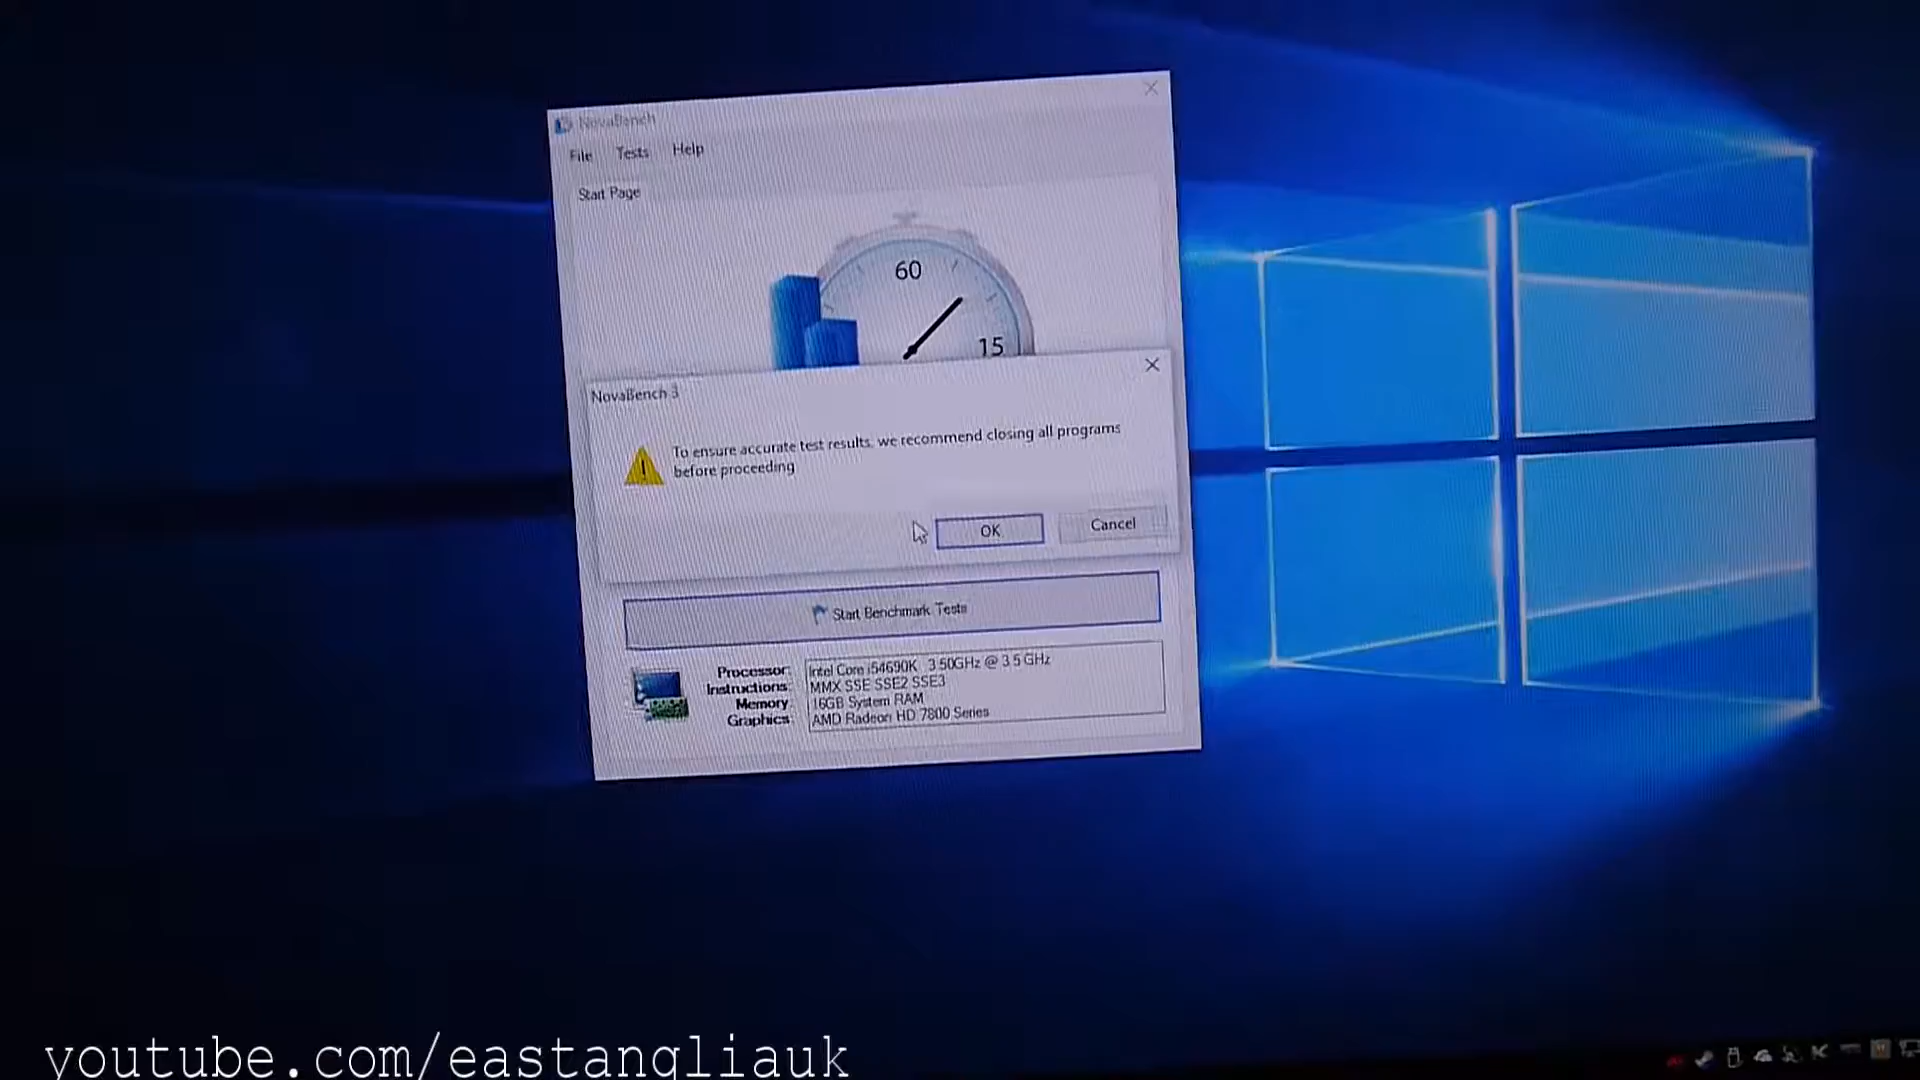 NovaBench
File Tests Help
Start Page
60
15
NovaBench 3
To ensure accurate test results, we recommend closing all programs
before proceeding
OK Cancel
Start Benchmark Tests
Processor: Intel Core i54690K 3.50GHz @ 3.5 GHz
Instructions: MMX SSE SSE2 SSE3
Memory 16GB System RAM
Graphics: AMD Radeon HD 7800 Series
youtube.com/eastangliauk